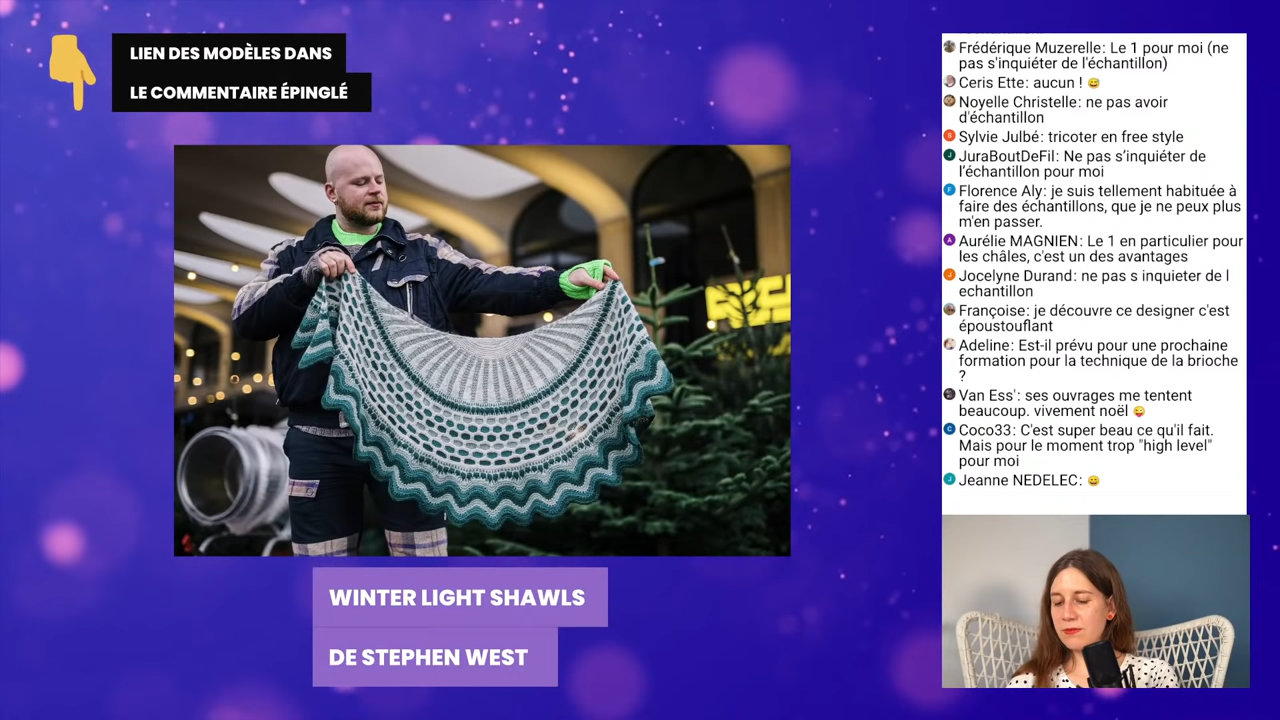 LIEN DES MODÈLES DANS
LE COMMENTAIRE ÉPINGLÉ
WINTER LIGHT SHAWLS
DE STEPHEN WEST
Frédérique Muzerelle: Le 1 pour moi (ne
pas s'inquiéter de l'échantillon)
Ceris Ette: aucun ! 😅
Noyelle Christelle: ne pas avoir
d'échantillon
S Sylvie Julbé: tricoter en free style
J JuraBoutDeFil: Ne pas s’inquiéter de
l’échantillon pour moi
F Florence Aly: je suis tellement habituée à
faire des échantillons, que je ne peux plus
m'en passer.
A Aurélie MAGNIEN: Le 1 en particulier pour
les châles, c'est un des avantages
J Jocelyne Durand: ne pas s inquieter de l
echantillon
Françoise: je découvre ce designer c'est
époustouflant
Adeline: Est-il prévu pour une prochaine
formation pour la technique de la brioche
?
Van Ess': ses ouvrages me tentent
beaucoup. vivement noël 😜
C Coco33: C'est super beau ce qu'il fait.
Mais pour le moment trop "high level"
pour moi
J Jeanne NEDELEC: 😄